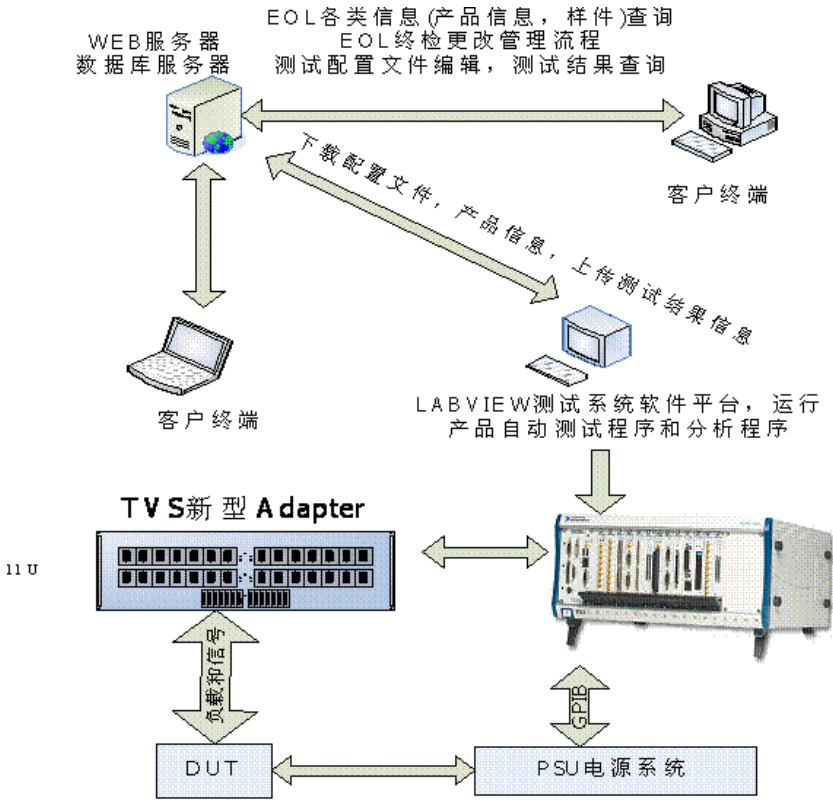 EOL各类信息(产品信息，样件)查询
EOL终检更改管理流程
测试配置文件编辑，测试结果查询
WEB服务器
数据库服务器
客户终端
下载配置文件，产品信息，上传测试结果信息
客户终端
LABVIEW测试系统软件平台，运行
产品自动测试程序和分析程序
TVS新型Adapter
11U
负载和信号
GPIB
DUT
PSU电源系统